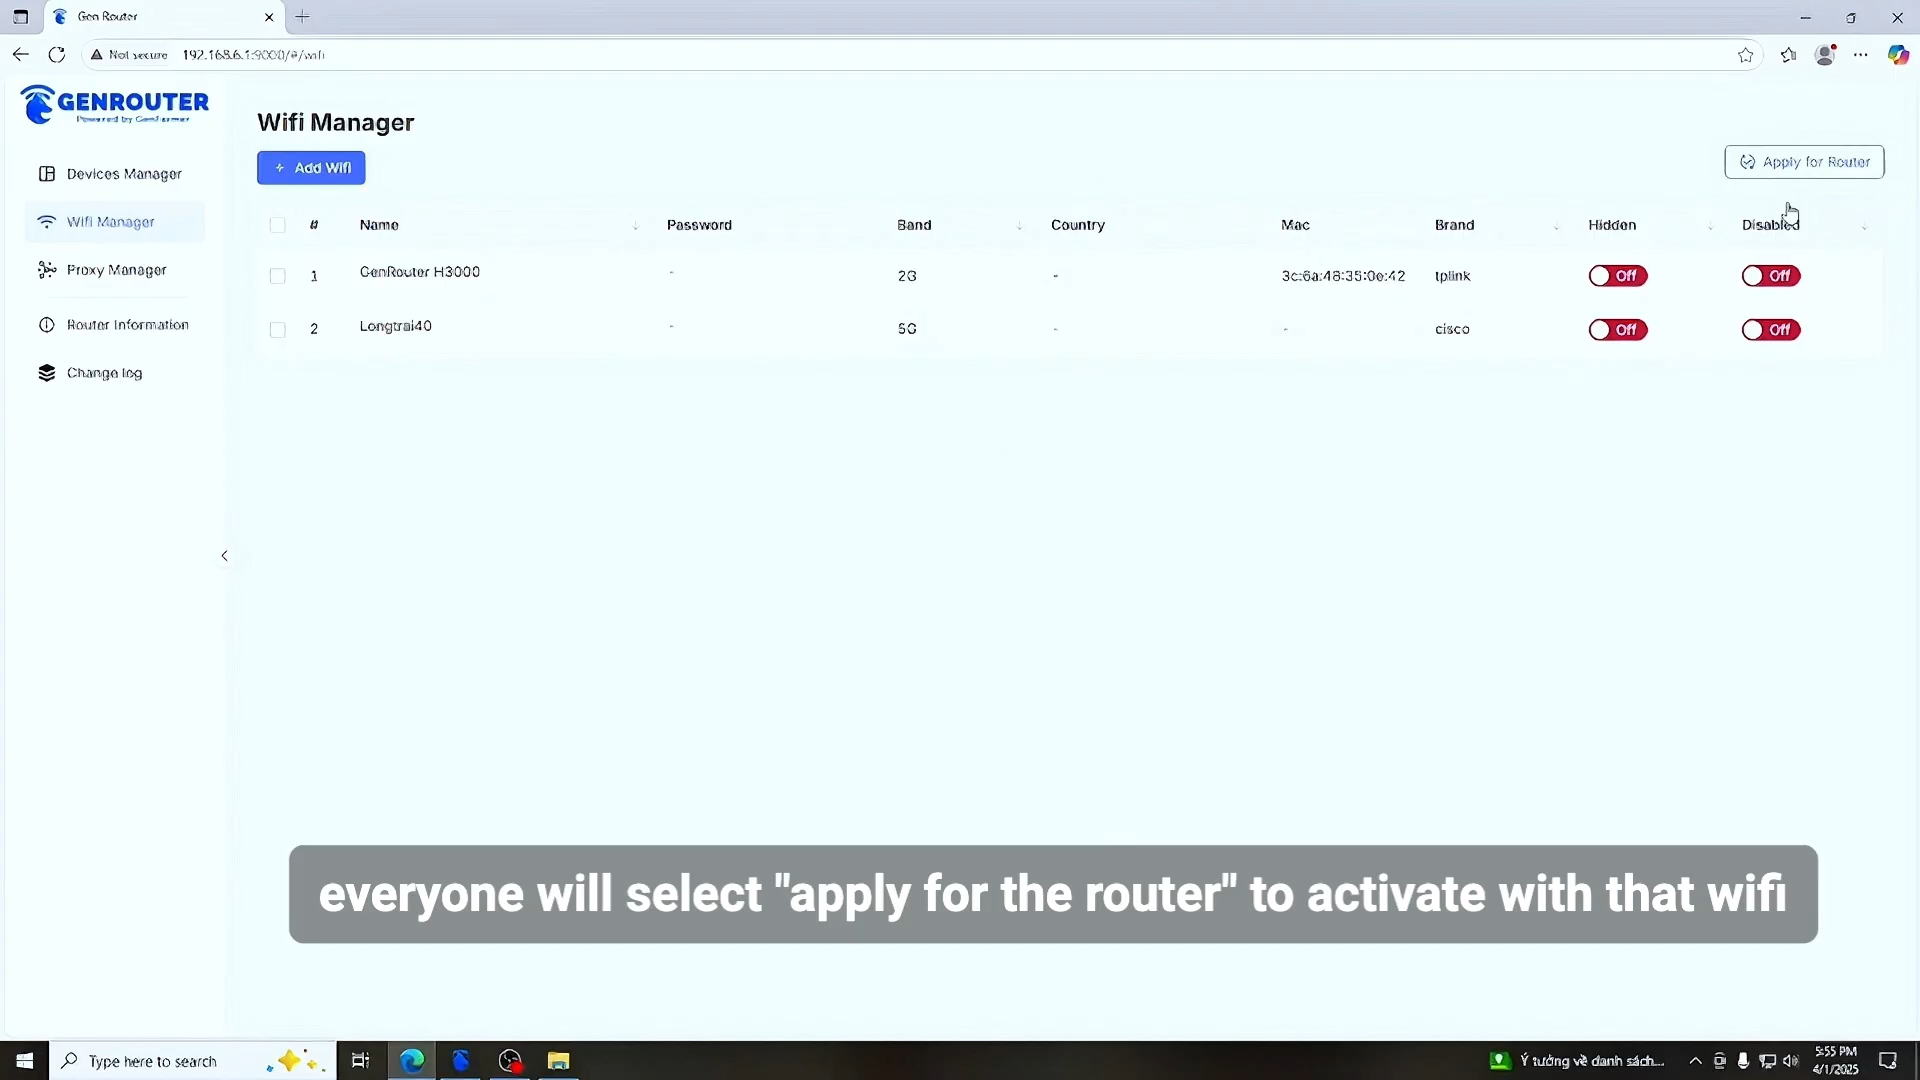 Gen Router
Not secure 192.168.6.1:9000/#/wifi
GENROUTER
Powered by GenFarmer
Devices Manager
Wifi Manager
Proxy Manager
Router Information
Change log
Wifi Manager
+ Add Wifi
Apply for Router
# Name Password Band Country Mac Brand Hidden Disabled
1 GenRouter H3000 - 2G - 3c:6a:48:35:0e:42 tplink Off Off
2 Longtrai40 - 5G - - cisco Off Off
everyone will select "apply for the router" to activate with that wifi
Type here to search
Ý tưởng về danh sách...
5:55 PM
4/1/2025